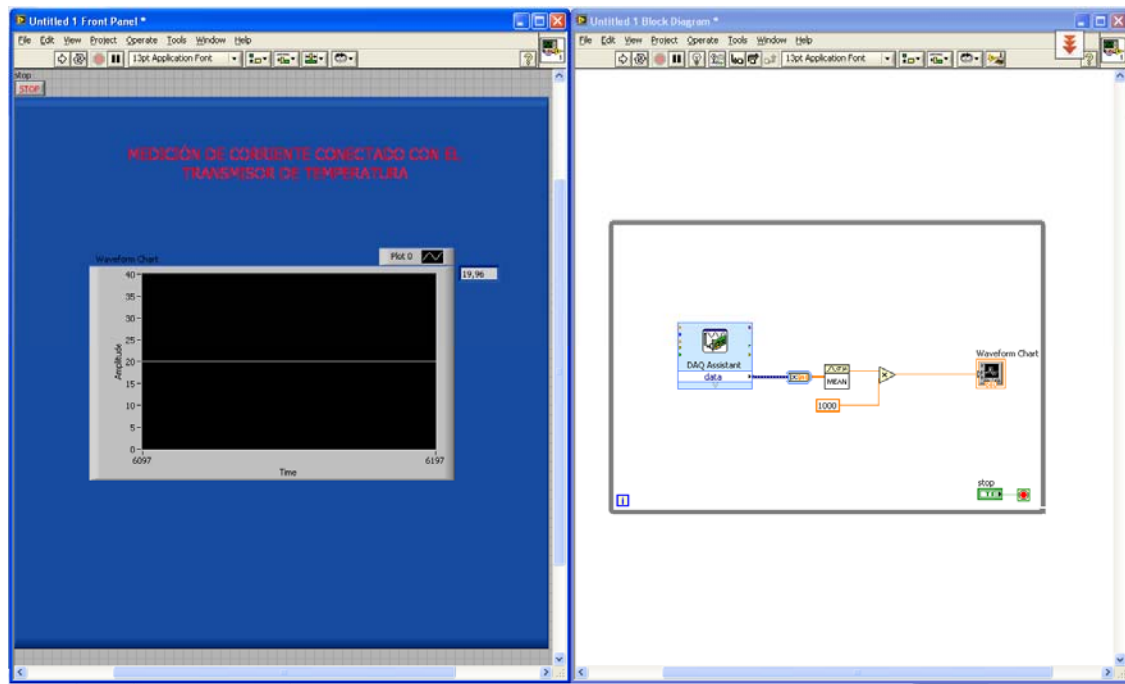 Untitled 1 Front Panel *
File Edit View Project Operate Tools Window Help
13pt Application Font
stop
STOP
MEDICIÓN DE CORRIENTE CONECTADO CON EL
TRANSMISOR DE TEMPERATURA
Waveform Chart
Plot 0
19,96
40
35
30
25
20
15
10
5
0
Amplitude
6097
6197
Time
Untitled 1 Block Diagram *
File Edit View Project Operate Tools Window Help
13pt Application Font
DAQ Assistant
data
MEAN
1000
Waveform Chart
stop
TF
i